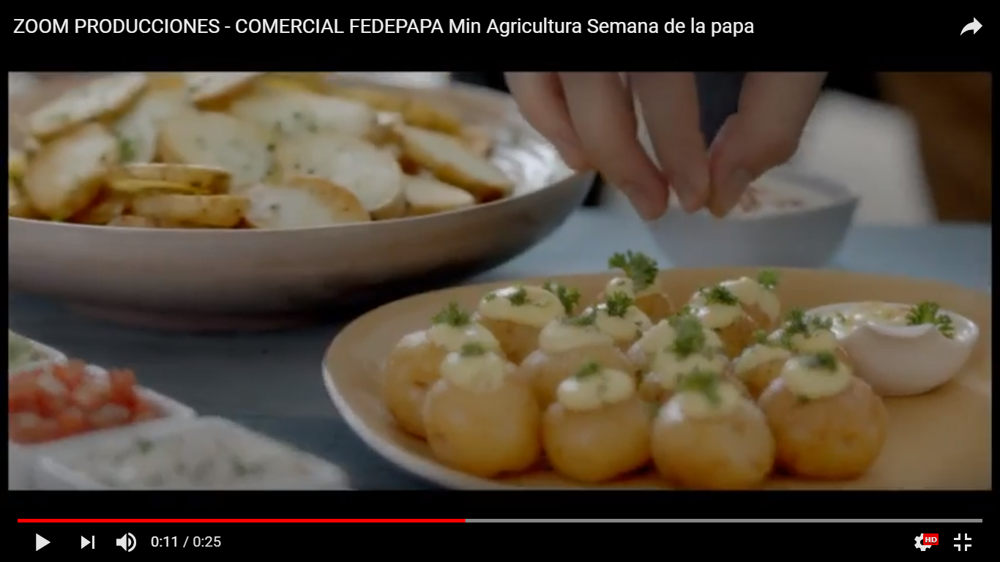 ZOOM PRODUCCIONES - COMERCIAL FEDEPAPA Min Agricultura Semana de la papa
0:11 / 0:25
HD